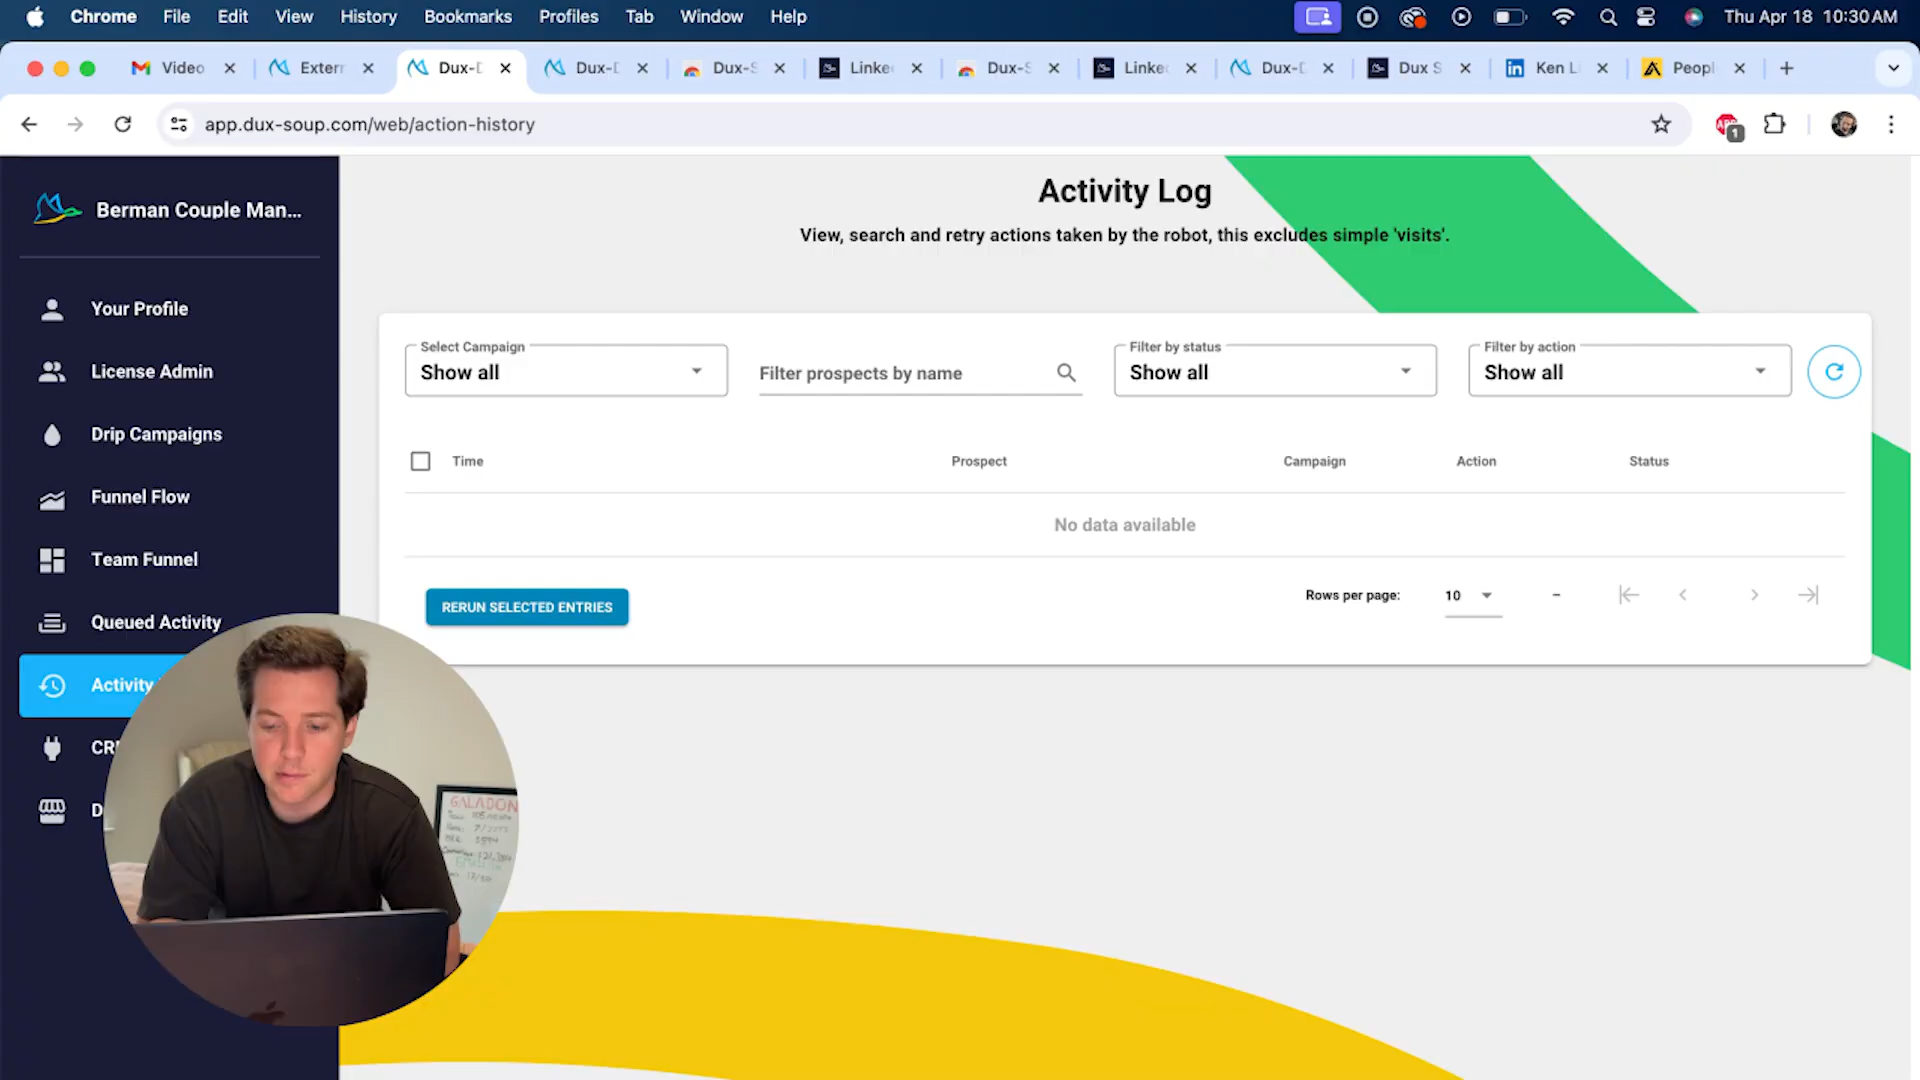 Chrome File Edit View History Bookmarks Profiles Tab Window Help Thu Apr 18 10:30 AM
Video Extern Dux-D Dux-D Dux-S Linke Dux-S Linke Dux-D Dux S Ken L Peopl
app.dux-soup.com/web/action-history
1
Berman Couple Man...
Your Profile
License Admin
Drip Campaigns
Funnel Flow
Team Funnel
Queued Activity
Activity
CR
D
Activity Log
View, search and retry actions taken by the robot, this excludes simple 'visits'.
Select Campaign
Show all
Filter prospects by name
Filter by status
Show all
Filter by action
Show all
Time Prospect Campaign Action Status
No data available
RERUN SELECTED ENTRIES
Rows per page: 10 –
GALADON